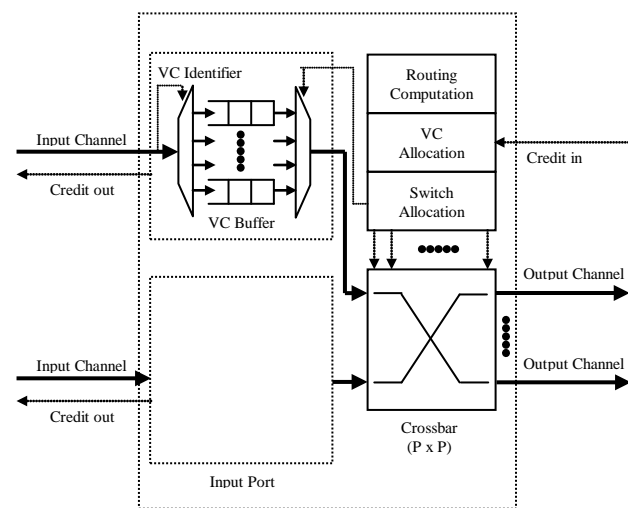 VC Identifier
Routing
Computation
Input Channel
VC
Allocation
Credit in
Credit out
Switch
Allocation
VC Buffer
Output Channel
Input Channel
Output Channel
Credit out
Crossbar
(P x P)
Input Port